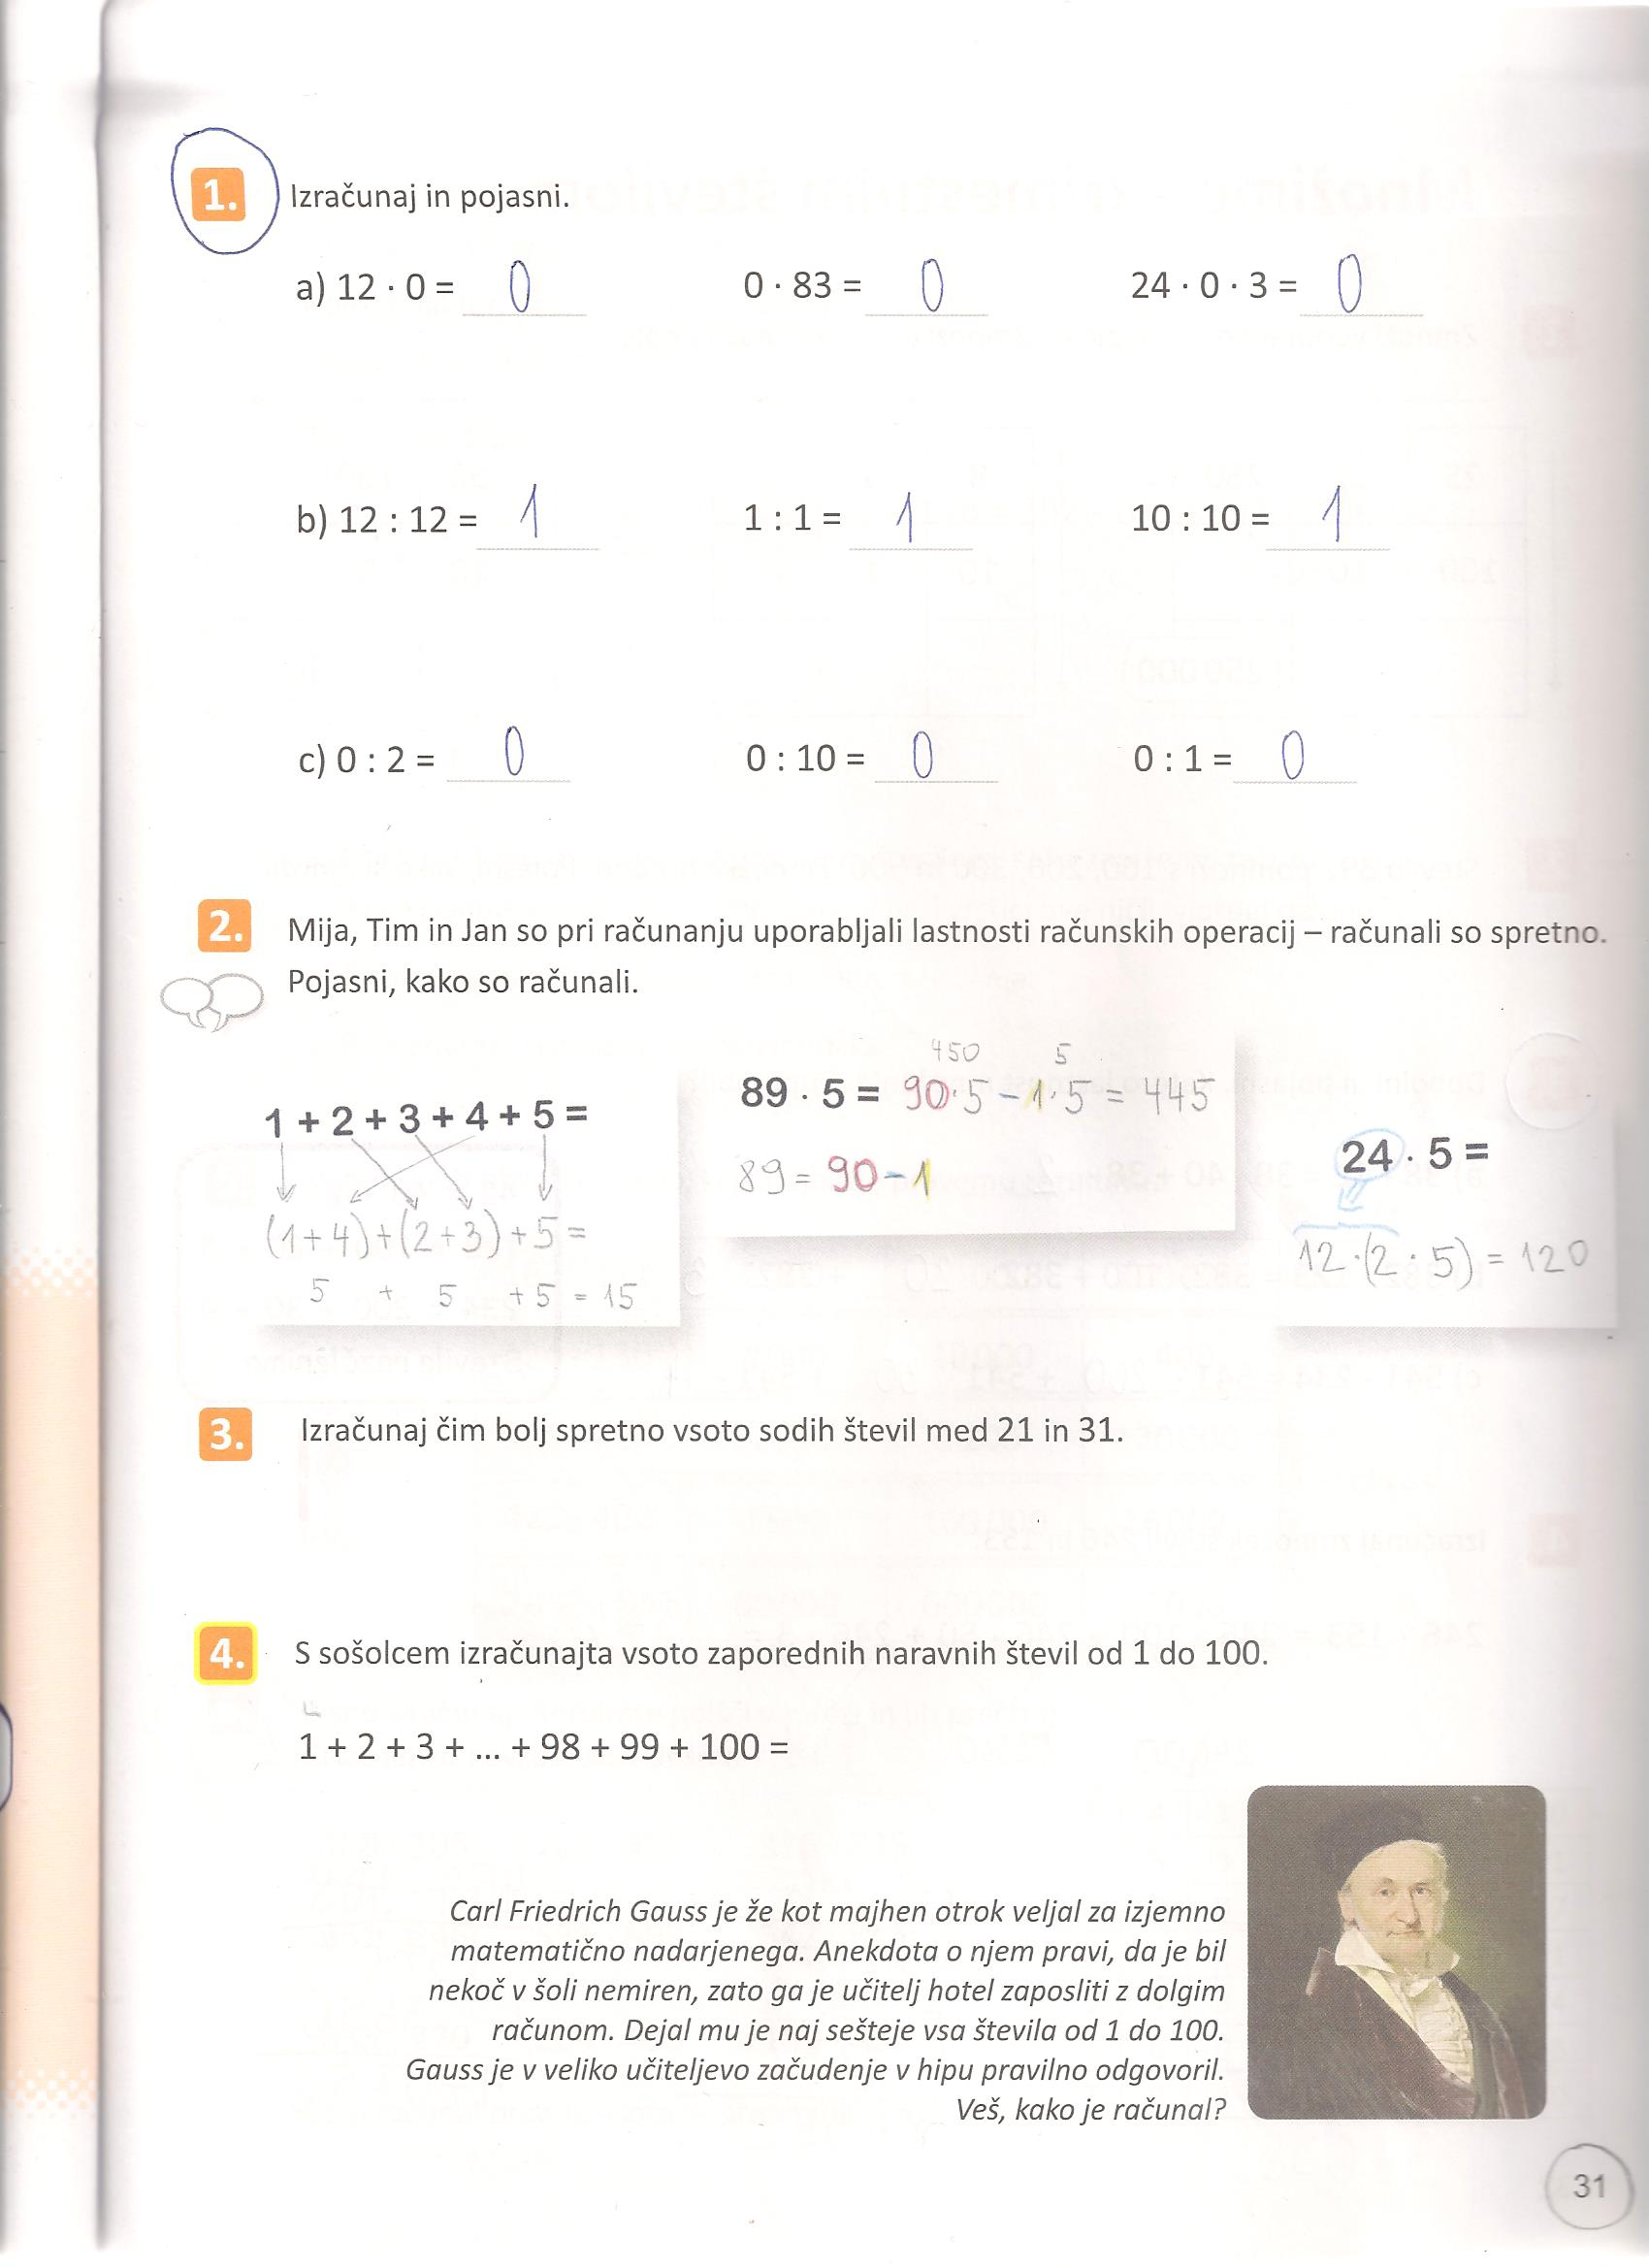 1. Izračunaj in pojasni.
a) 12 · 0 = 0 0 · 83 = 0 24 · 0 · 3 = 0
b) 12 : 12 = 1 1 : 1 = 1 10 : 10 = 1
c) 0 : 2 = 0 0 : 10 = 0 0 : 1 = 0
2. Mija, Tim in Jan so pri računanju uporabljali lastnosti računskih operacij – računali so spretno.
Pojasni, kako so računali.
1 + 2 + 3 + 4 + 5 =
(1+4)+(2+3)+5=
5 + 5 +5 = 15
450 5
89 · 5 = 90·5 – 1·5 = 445
89 = 90 – 1
24 · 5 =
12·(2 · 5) = 120
3. Izračunaj čim bolj spretno vsoto sodih števil med 21 in 31.
4. S sošolcem izračunajta vsoto zaporednih naravnih števil od 1 do 100.
1 + 2 + 3 + ... + 98 + 99 + 100 =
Carl Friedrich Gauss je že kot majhen otrok veljal za izjemno
matematično nadarjenega. Anekdota o njem pravi, da je bil
nekoč v šoli nemiren, zato ga je učitelj hotel zaposliti z dolgim
računom. Dejal mu je naj sešteje vsa števila od 1 do 100.
Gauss je v veliko učiteljevo začudenje v hipu pravilno odgovoril.
Veš, kako je računal?
31